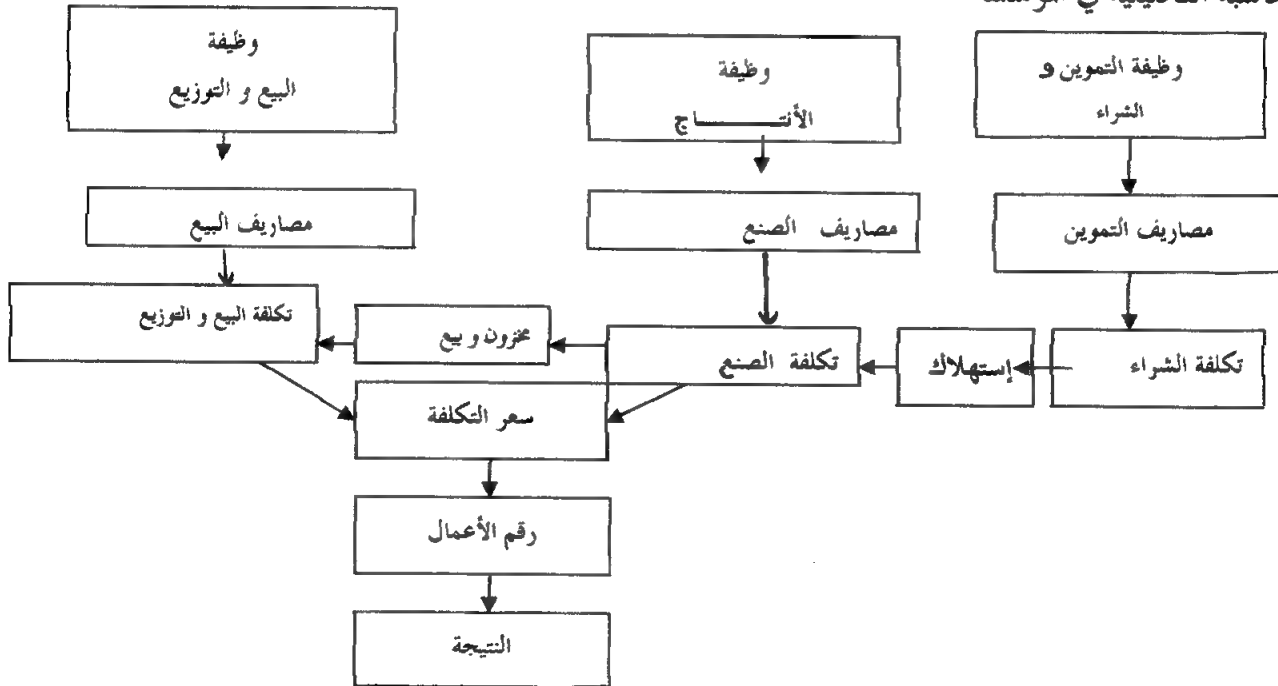 وظيفة التموين و
الشراء
وظيفة
الأنتـــــاج
وظيفة
البيع و التوزيع
مصاريف التموين
مصاريف الصنع
مصاريف البيع
تكلفة الشراء
إستهلاك
تكلفة الصنع
مخزون و بيع
تكلفة البيع و التوزيع
سعر التكلفة
رقم الأعمال
النتيجة